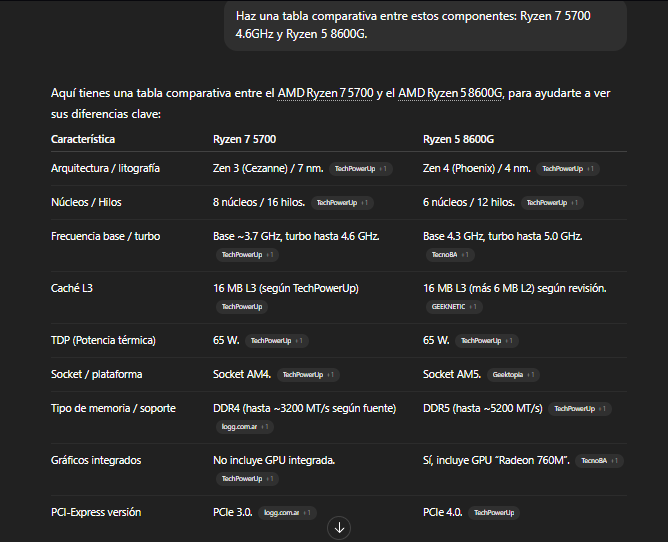 Haz una tabla comparativa entre estos componentes: Ryzen 7 5700
4.6GHz y Ryzen 5 8600G.
Aquí tienes una tabla comparativa entre el AMD Ryzen 7 5700 y el AMD Ryzen 5 8600G, para ayudarte a ver
sus diferencias clave:
Característica Ryzen 7 5700 Ryzen 5 8600G
Arquitectura / litografía Zen 3 (Cezanne) / 7 nm. TechPowerUp +1 Zen 4 (Phoenix) / 4 nm. TechPowerUp +1
Núcleos / Hilos 8 núcleos / 16 hilos. TechPowerUp +1 6 núcleos / 12 hilos. TechPowerUp +1
Frecuencia base / turbo Base ~3.7 GHz, turbo hasta 4.6 GHz. Base 4.3 GHz, turbo hasta 5.0 GHz.
TechPowerUp +1 TecnoBA +1
Caché L3 16 MB L3 (según TechPowerUp) 16 MB L3 (más 6 MB L2) según revisión.
TechPowerUp GEEKNETIC +1
TDP (Potencia térmica) 65 W. TechPowerUp +1 65 W. TechPowerUp +1
Socket / plataforma Socket AM4. TechPowerUp +1 Socket AM5. Geektopia +1
Tipo de memoria / soporte DDR4 (hasta ~3200 MT/s según fuente) DDR5 (hasta ~5200 MT/s) TechPowerUp +1
logg.com.ar +1
Gráficos integrados No incluye GPU integrada. Sí, incluye GPU “Radeon 760M”. TecnoBA +1
TechPowerUp +1
PCI-Express versión PCIe 3.0. logg.com.ar +1 PCIe 4.0. TechPowerUp